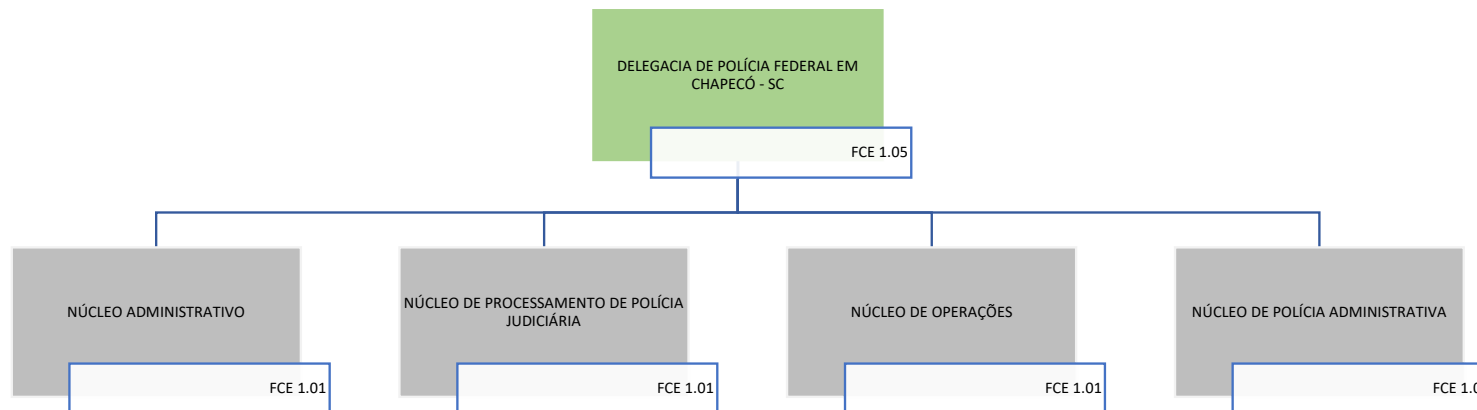 DELEGACIA DE POLÍCIA FEDERAL EM
CHAPECÓ - SC
FCE 1.05
NÚCLEO ADMINISTRATIVO
FCE 1.01
NÚCLEO DE PROCESSAMENTO DE POLÍCIA
JUDICIÁRIA
FCE 1.01
NÚCLEO DE OPERAÇÕES
FCE 1.01
NÚCLEO DE POLÍCIA ADMINISTRATIVA
FCE